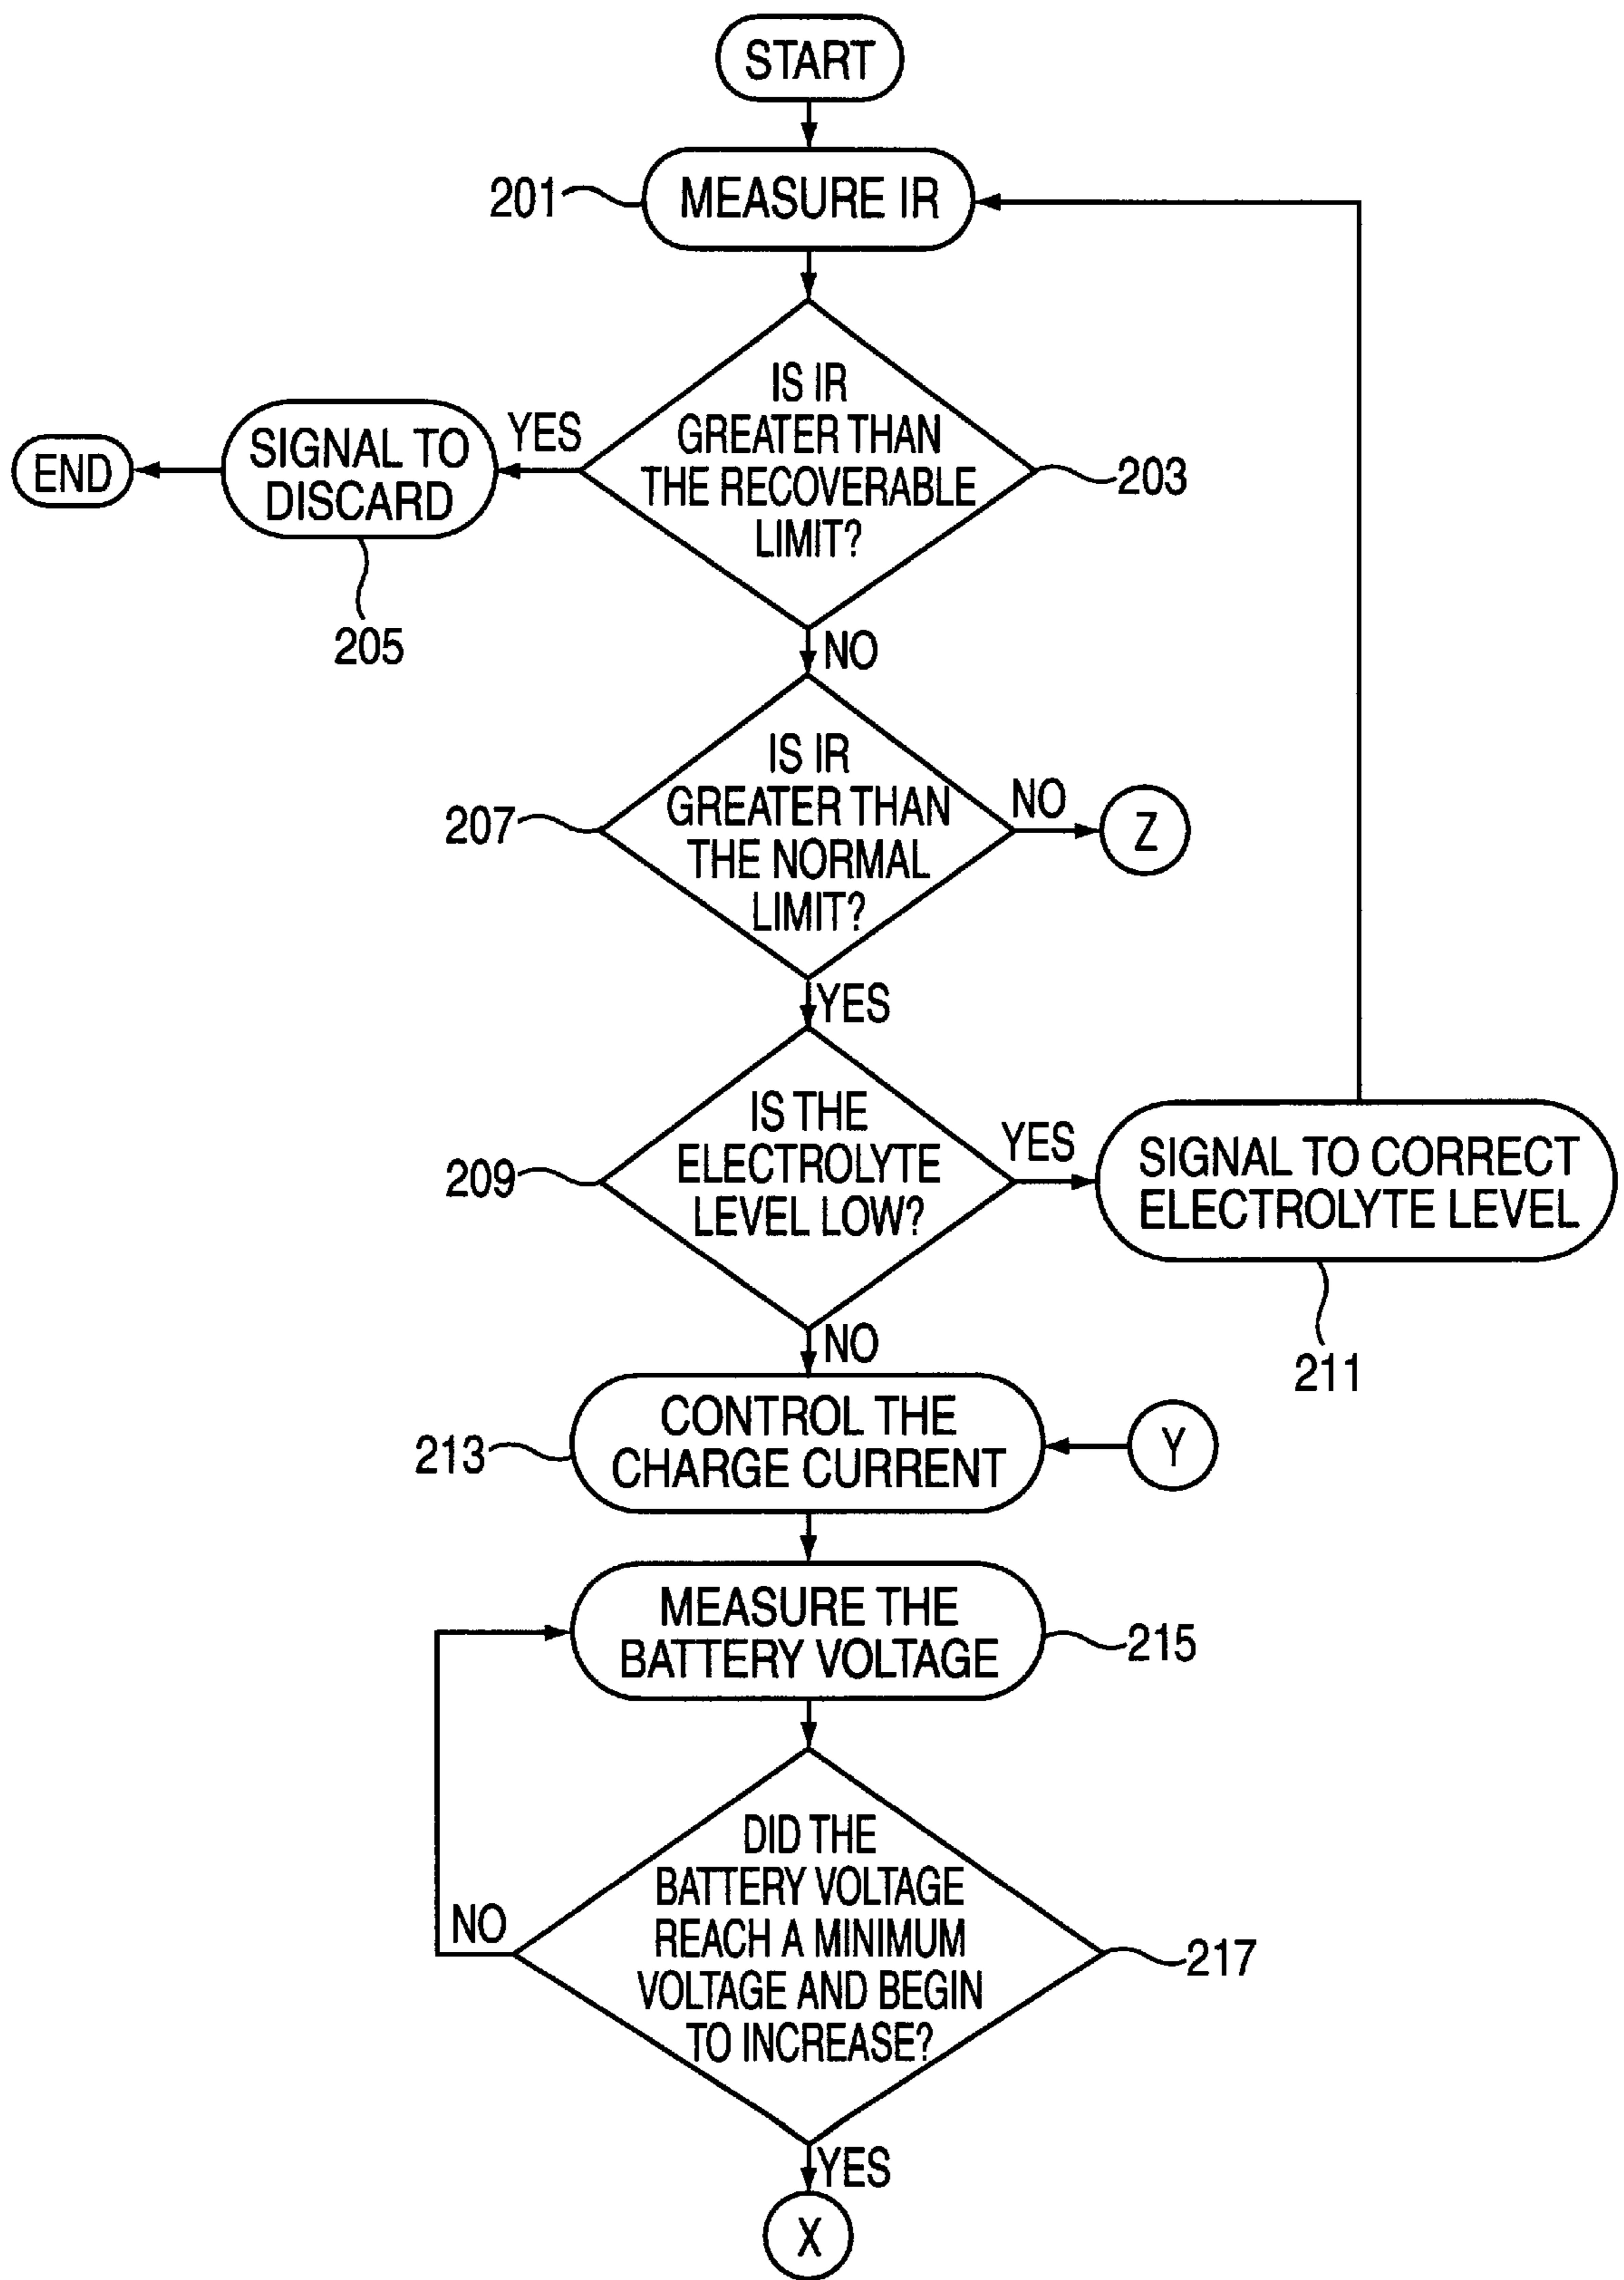 START
201
MEASURE IR
IS IR
GREATER THAN
THE RECOVERABLE
LIMIT?
203
YES
SIGNAL TO
DISCARD
END
205
NO
IS IR
GREATER THAN
THE NORMAL
LIMIT?
207
NO
Z
YES
IS THE
ELECTROLYTE
LEVEL LOW?
209
YES
SIGNAL TO CORRECT
ELECTROLYTE LEVEL
211
NO
CONTROL THE
CHARGE CURRENT
213
Y
MEASURE THE
BATTERY VOLTAGE
215
DID THE
BATTERY VOLTAGE
REACH A MINIMUM
VOLTAGE AND BEGIN
TO INCREASE?
NO
217
YES
X